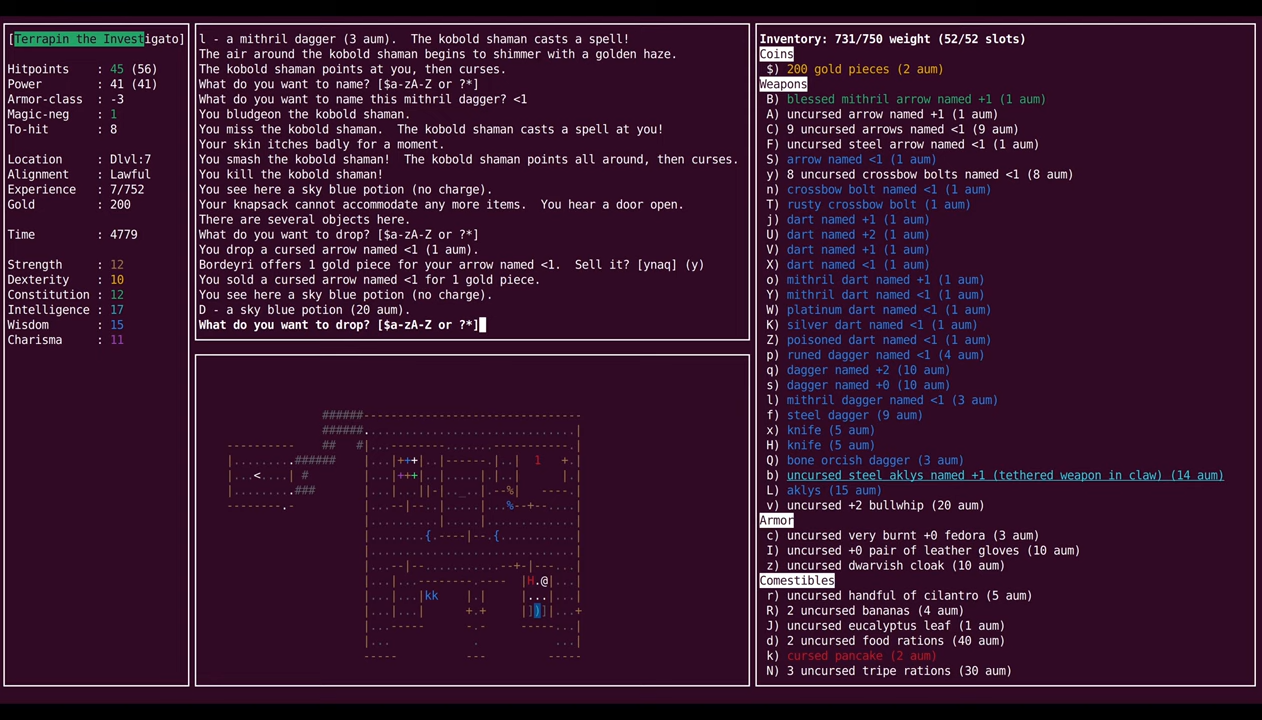 [Terrapin the Investigato]
Hitpoints    : 45 (56)
Power        : 41 (41)
Armor-class  : -3
Magic-neg    : 1
To-hit       : 8
Location     : Dlvl:7
Alignment    : Lawful
Experience   : 7/752
Gold         : 200
Time         : 4779
Strength     : 12
Dexterity    : 10
Constitution : 12
Intelligence : 17
Wisdom       : 15
Charisma     : 11
l - a mithril dagger (3 aum).  The kobold shaman casts a spell!
The air around the kobold shaman begins to shimmer with a golden haze.
The kobold shaman points at you, then curses.
What do you want to name? [$a-zA-Z or ?*]
What do you want to name this mithril dagger? <1
You bludgeon the kobold shaman.
You miss the kobold shaman.  The kobold shaman casts a spell at you!
Your skin itches badly for a moment.
You smash the kobold shaman!  The kobold shaman points all around, then curses.
You kill the kobold shaman!
You see here a sky blue potion (no charge).
Your knapsack cannot accommodate any more items.  You hear a door open.
There are several objects here.
What do you want to drop? [$a-zA-Z or ?*]
You drop a cursed arrow named <1 (1 aum).
Bordeyri offers 1 gold piece for your arrow named <1.  Sell it? [ynaq] (y)
You sold a cursed arrow named <1 for 1 gold piece.
You see here a sky blue potion (no charge).
D - a sky blue potion (20 aum).
What do you want to drop? [$a-zA-Z or ?*]
Inventory: 731/750 weight (52/52 slots)
Coins
$) 200 gold pieces (2 aum)
Weapons
B) blessed mithril arrow named +1 (1 aum)
A) uncursed arrow named +1 (1 aum)
C) 9 uncursed arrows named <1 (9 aum)
F) uncursed steel arrow named <1 (1 aum)
S) arrow named <1 (1 aum)
y) 8 uncursed crossbow bolts named <1 (8 aum)
n) crossbow bolt named <1 (1 aum)
T) rusty crossbow bolt (1 aum)
j) dart named +1 (1 aum)
U) dart named +2 (1 aum)
V) dart named +1 (1 aum)
X) dart named <1 (1 aum)
o) mithril dart named +1 (1 aum)
Y) mithril dart named <1 (1 aum)
W) platinum dart named <1 (1 aum)
K) silver dart named <1 (1 aum)
Z) poisoned dart named <1 (1 aum)
p) runed dagger named <1 (4 aum)
q) dagger named +2 (10 aum)
s) dagger named +0 (10 aum)
l) mithril dagger named <1 (3 aum)
f) steel dagger (9 aum)
x) knife (5 aum)
H) knife (5 aum)
Q) bone orcish dagger (3 aum)
b) uncursed steel aklys named +1 (tethered weapon in claw) (14 aum)
L) aklys (15 aum)
v) uncursed +2 bullwhip (20 aum)
Armor
c) uncursed very burnt +0 fedora (3 aum)
I) uncursed +0 pair of leather gloves (10 aum)
z) uncursed dwarvish cloak (10 aum)
Comestibles
r) uncursed handful of cilantro (5 aum)
R) 2 uncursed bananas (4 aum)
J) uncursed eucalyptus leaf (1 aum)
d) 2 uncursed food rations (40 aum)
k) cursed pancake (2 aum)
N) 3 uncursed tripe rations (30 aum)